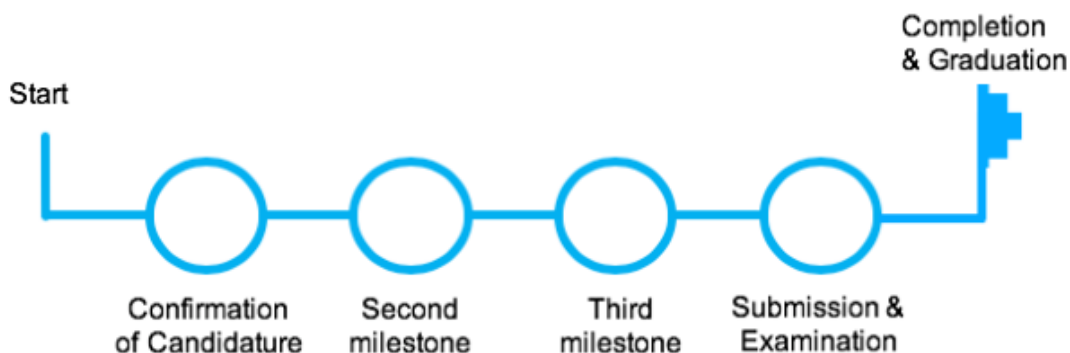 Start
Confirmation
of Candidature
Second
milestone
Third
milestone
Submission &
Examination
Completion
& Graduation